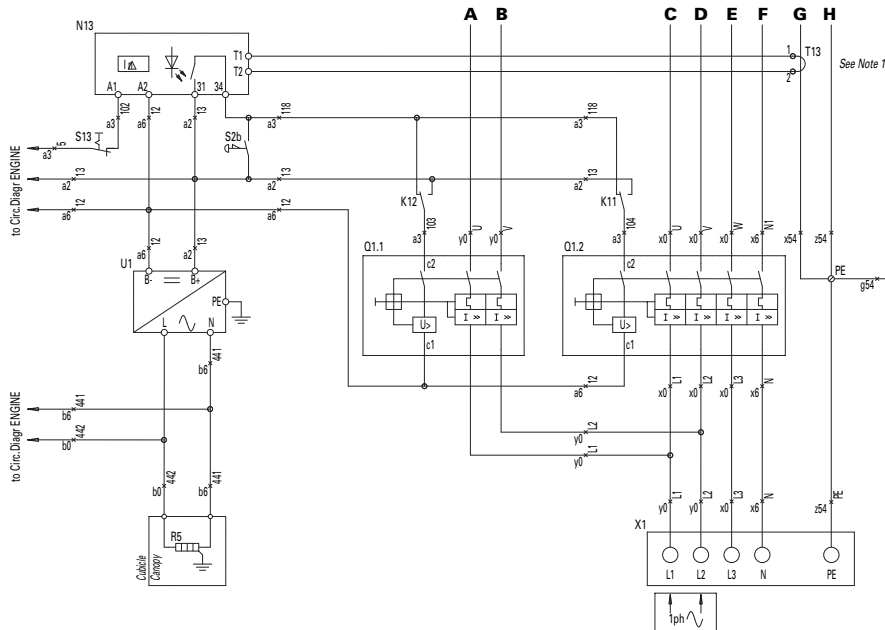 A B C D E F G H
N13
T1
T2
1
2
T13
See Note 1
A1 A2 31 34
102
a3
12
a6
13
a2
118
a3
118
a3
S13
5
a3
S2b
13
a2
13
a2
13
a2
12
a6
12
a6
to Circ.Diagr ENGINE
K12
K11
103
a3
104
a3
U
y0
V
y0
U
x0
V
x0
W
x0
N1
x6
x54
z54
PE
g54
12
a6
13
a2
Q1.1
Q1.2
c2
c2
U1
B- B+
PE
L N
U>
I >> I >>
U>
I >> I >> I >> I >>
c1
c1
441
b6
12
a6
L1
x0
L2
x0
L3
x0
N
x6
441
b6
442
b0
to Circ.Diagr ENGINE
L2
y0
L1
y0
442
b0
441
b6
L1
y0
L2
y0
L3
x0
N
x6
PE
z54
X1
R5
Cubicle
Canopy
L1 L2 L3 N PE
1ph